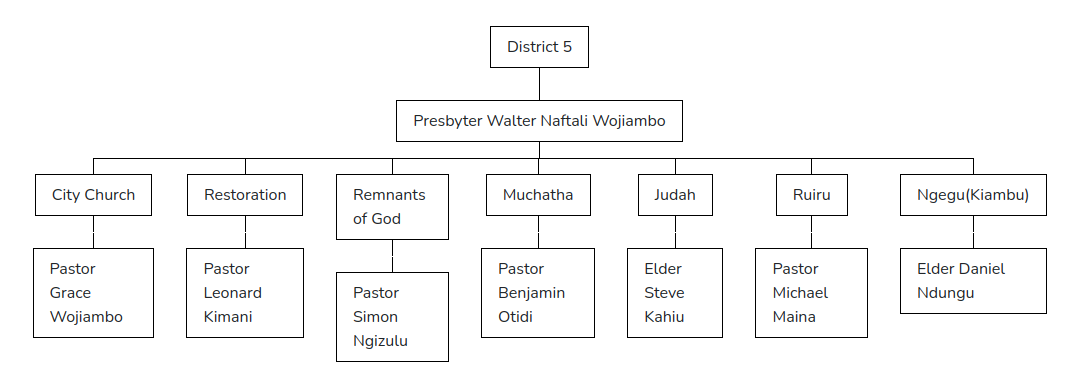 District 5
Presbyter Walter Naftali Wojiambo
City Church
Restoration
Remnants
of God
Muchatha
Judah
Ruiru
Ngegu(Kiambu)
Pastor
Grace
Wojiambo
Pastor
Leonard
Kimani
Pastor
Simon
Ngizulu
Pastor
Benjamin
Otidi
Elder
Steve
Kahiu
Pastor
Michael
Maina
Elder Daniel
Ndungu